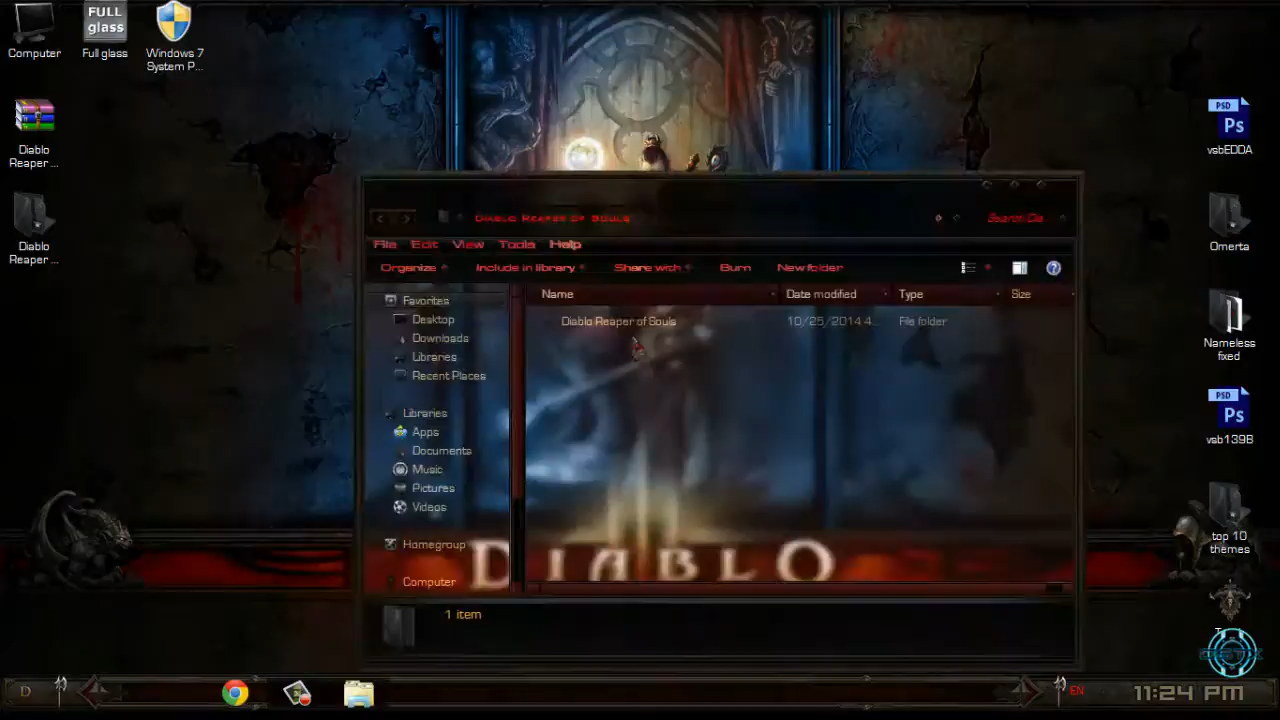 Computer
FULL
glass
Full glass
Windows 7
System P...
Diablo
Reaper ...
Diablo
Reaper ...
PSD
Ps
vsbEDDA
Omerta
Nameless
fixed
PSD
Ps
vsb139B
top 10
themes
Diablo Reaper of Souls
Search Dia
File Edit View Tools Help
Organize Include in library Share with Burn New folder
Name Date modified Type Size
Diablo Reaper of Souls 10/25/2014 4... File folder
Favorites
Desktop
Downloads
Libraries
Recent Places
Libraries
Apps
Documents
Music
Pictures
Videos
Homegroup
Computer
DIABLO
1 item
D
EN
11:24 PM